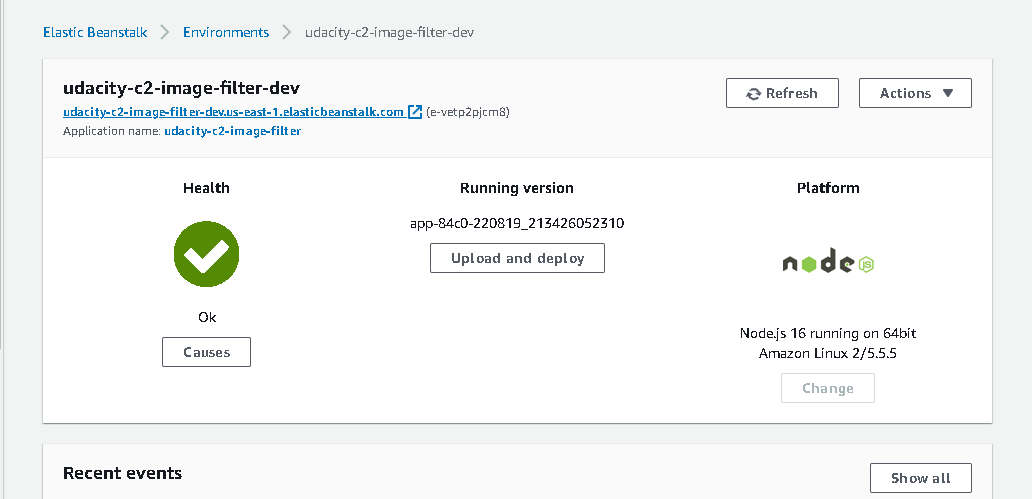 Elastic Beanstalk > Environments > udacity-c2-image-filter-dev
udacity-c2-image-filter-dev
Refresh
Actions
udacity-c2-image-filter-dev.us-east-1.elasticbeanstalk.com (e-vetp2pjcm8)
Application name: udacity-c2-image-filter
Health
Running version
Platform
app-84c0-220819_213426052310
Upload and deploy
node
JS
Ok
Causes
Node.js 16 running on 64bit
Amazon Linux 2/5.5.5
Change
Recent events
Show all